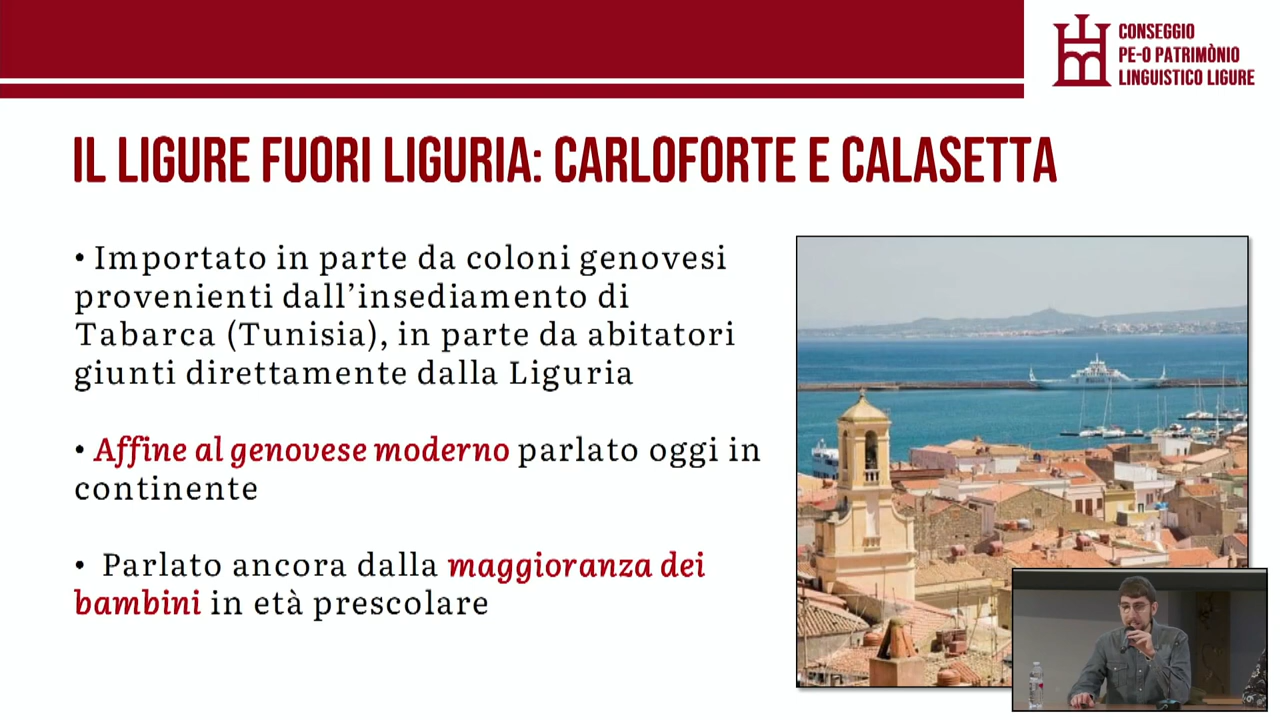 CONSEGGIO
PE-O PATRIMÒNIO
LINGUISTICO LIGURE
IL LIGURE FUORI LIGURIA: CARLOFORTE E CALASETTA
• Importato in parte da coloni genovesi
provenienti dall’insediamento di
Tabarca (Tunisia), in parte da abitatori
giunti direttamente dalla Liguria
• Affine al genovese moderno parlato oggi in
continente
• Parlato ancora dalla maggioranza dei
bambini in età prescolare